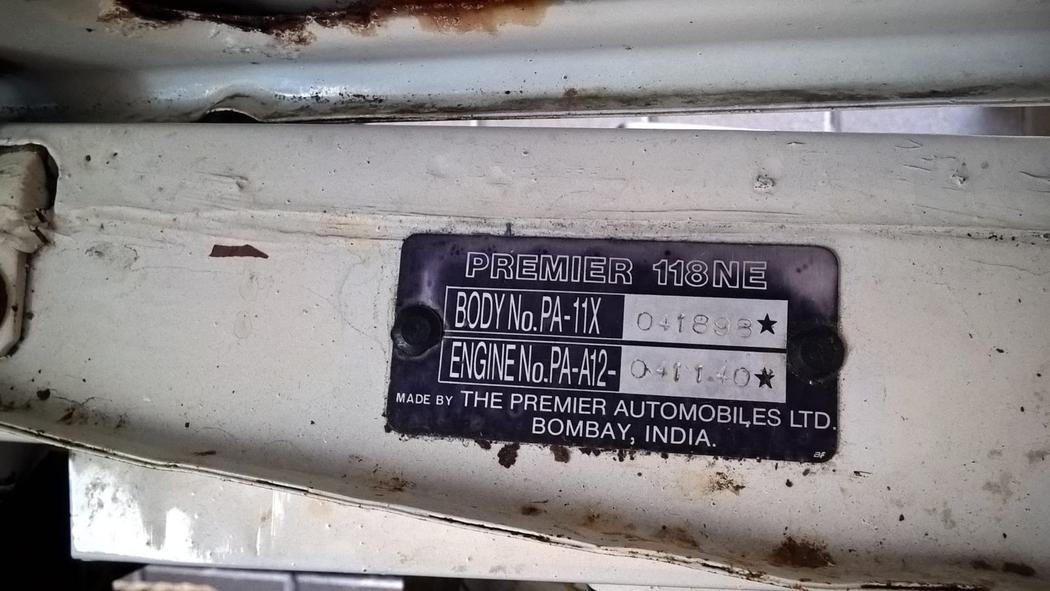 PREMIER 118NE
BODY No. PA-11X 041898★
ENGINE No. PA-A12- 041140★
MADE BY THE PREMIER AUTOMOBILES LTD.
BOMBAY, INDIA.